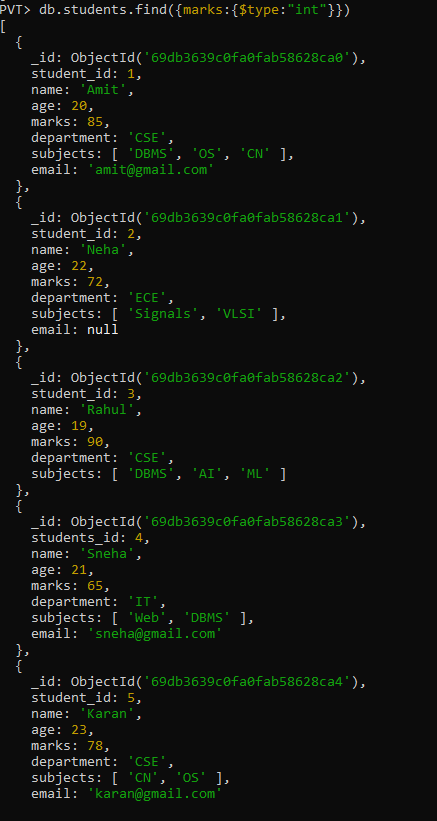 PVT> db.students.find({marks:{$type:"int"}})
[
  {
    _id: ObjectId('69db3639c0fa0fab58628ca0'),
    student_id: 1,
    name: 'Amit',
    age: 20,
    marks: 85,
    department: 'CSE',
    subjects: [ 'DBMS', 'OS', 'CN' ],
    email: 'amit@gmail.com'
  },
  {
    _id: ObjectId('69db3639c0fa0fab58628ca1'),
    student_id: 2,
    name: 'Neha',
    age: 22,
    marks: 72,
    department: 'ECE',
    subjects: [ 'Signals', 'VLSI' ],
    email: null
  },
  {
    _id: ObjectId('69db3639c0fa0fab58628ca2'),
    student_id: 3,
    name: 'Rahul',
    age: 19,
    marks: 90,
    department: 'CSE',
    subjects: [ 'DBMS', 'AI', 'ML' ]
  },
  {
    _id: ObjectId('69db3639c0fa0fab58628ca3'),
    students_id: 4,
    name: 'Sneha',
    age: 21,
    marks: 65,
    department: 'IT',
    subjects: [ 'Web', 'DBMS' ],
    email: 'sneha@gmail.com'
  },
  {
    _id: ObjectId('69db3639c0fa0fab58628ca4'),
    student_id: 5,
    name: 'Karan',
    age: 23,
    marks: 78,
    department: 'CSE',
    subjects: [ 'CN', 'OS' ],
    email: 'karan@gmail.com'